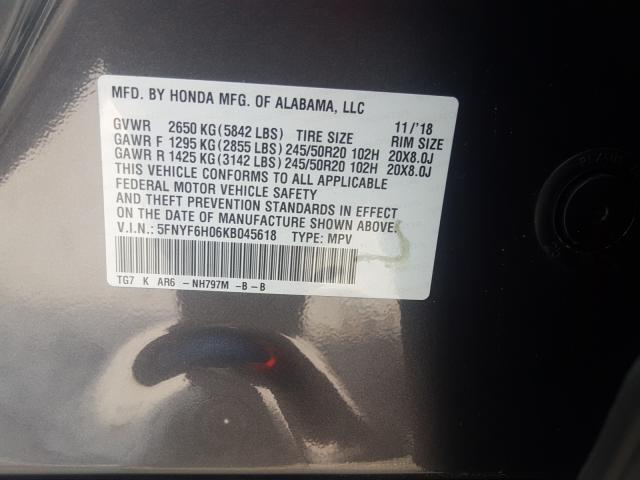 MFD. BY HONDA MFG. OF ALABAMA, LLC 11/'18
GVWR 2650 KG (5842 LBS) TIRE SIZE RIM SIZE
GAWR F 1295 KG (2855 LBS) 245/50R20 102H 20X8.0J
GAWR R 1425 KG (3142 LBS) 245/50R20 102H 20X8.0J
THIS VEHICLE CONFORMS TO ALL APPLICABLE
FEDERAL MOTOR VEHICLE SAFETY
AND THEFT PREVENTION STANDARDS IN EFFECT
ON THE DATE OF MANUFACTURE SHOWN ABOVE.
V.I.N.: 5FNYF6H06KB045618 TYPE: MPV
TG7 K AR6 -NH797M -B -B